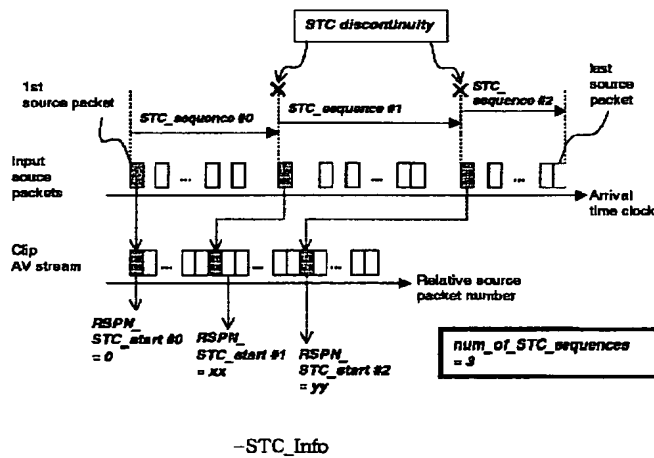 STC discontinuity
1st
source packet
last
source
packet
STC_
sequence #2
STC_sequence #1
STC_sequence #0
Input
source
packets
...
...
...
...
Arrival
time clock
Clip
AV stream
...
...
...
Relative source
packet number
RSPN_
STC_start #0
= 0
RSPN_
STC_start #1
= xx
RSPN_
STC_start #2
= yy
num_of_STC_sequences
= 3
–STC_Info